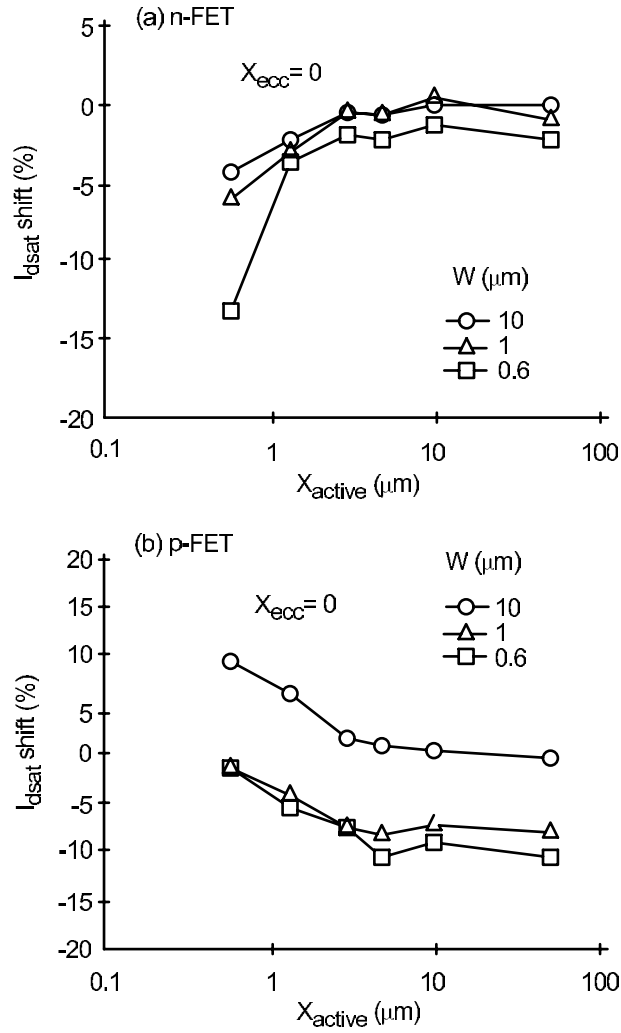 (a) n-FET
X_ecc = 0
5
0
-5
-10
-15
-20
I_dsat shift (%)
W (μm)
10
1
0.6
0.1
1
10
100
X_active (μm)
(b) p-FET
X_ecc = 0
W (μm)
10
1
0.6
20
15
10
5
0
-5
-10
-15
-20
I_dsat shift (%)
0.1
1
10
100
X_active (μm)